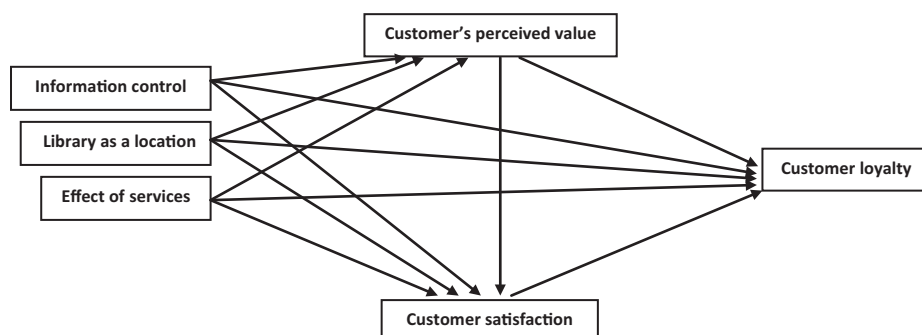 Customer’s perceived value
Information control
Library as a location
Effect of services
Customer loyalty
Customer satisfaction